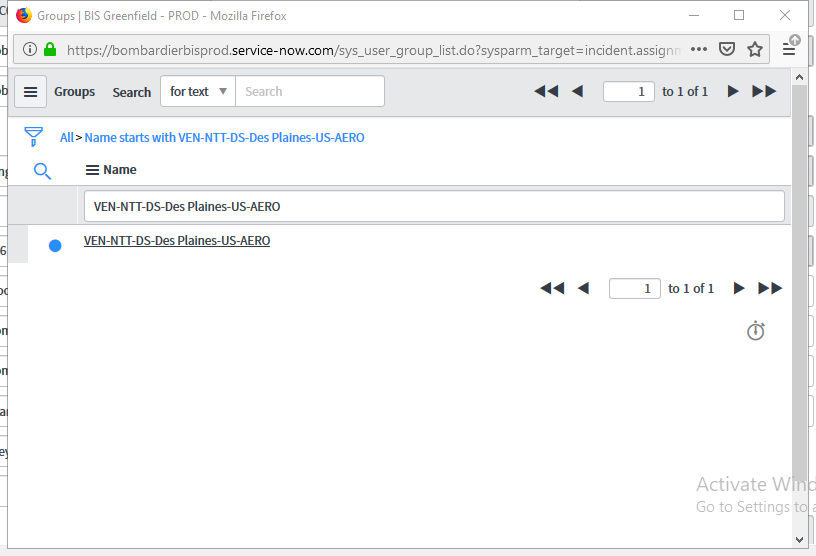 Groups | BIS Greenfield - PROD - Mozilla Firefox
https://bombardierbisprod.service-now.com/sys_user_group_list.do?sysparm_target=incident.assignm
Groups Search for text Search 1 to 1 of 1
All > Name starts with VEN-NTT-DS-Des Plaines-US-AERO
Name
VEN-NTT-DS-Des Plaines-US-AERO
VEN-NTT-DS-Des Plaines-US-AERO
1 to 1 of 1
Activate Wind
Go to Settings to a